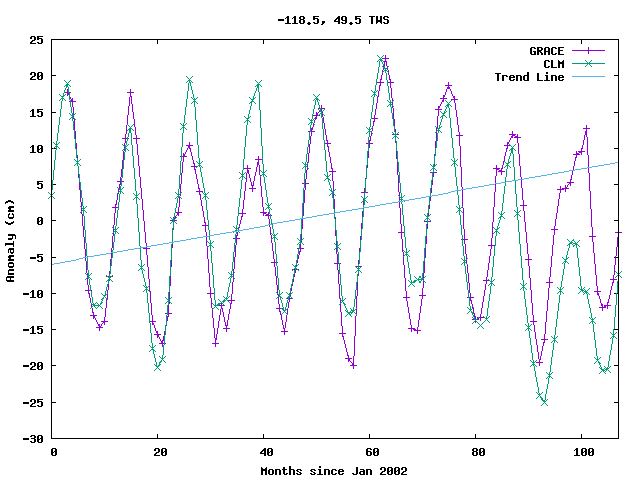 -118.5, 49.5 TWS
GRACE
CLM
Trend Line
25
20
15
10
5
0
-5
-10
-15
-20
-25
-30
Anomaly (cm)
0 20 40 60 80 100
Months since Jan 2002